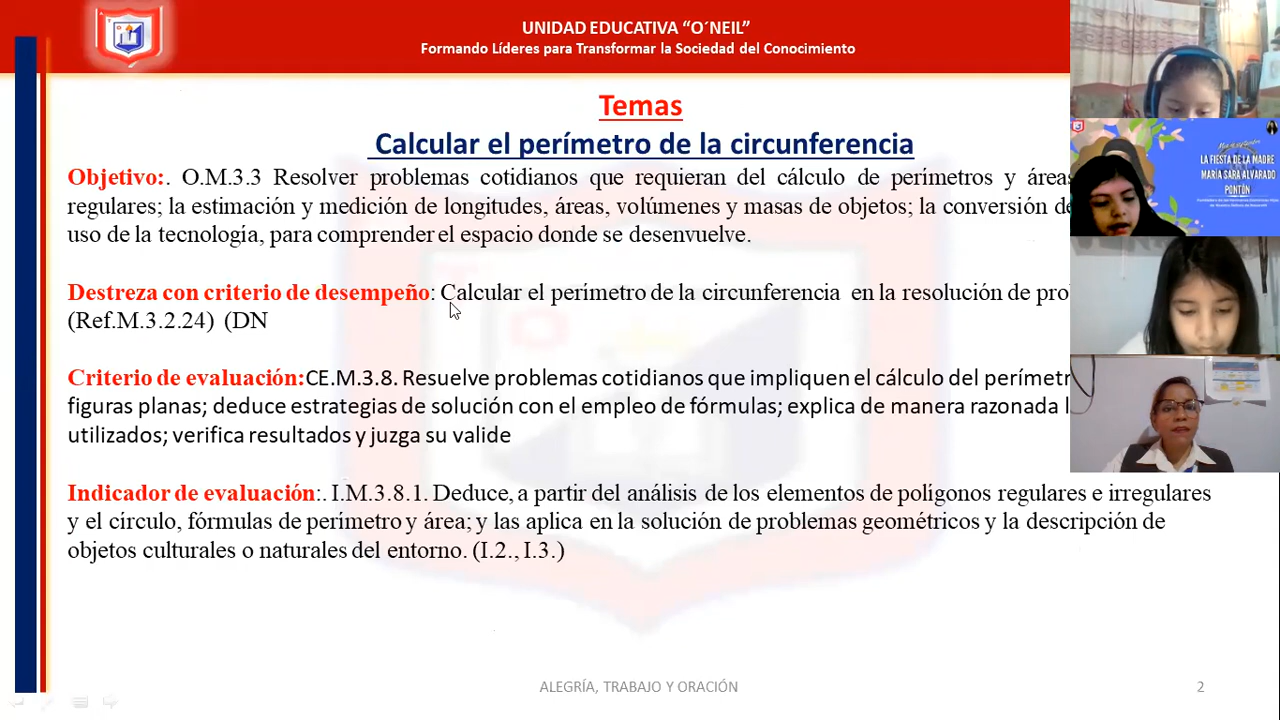 UNIDAD EDUCATIVA “O´NEIL”
Formando Líderes para Transformar la Sociedad del Conocimiento
Temas
Calcular el perímetro de la circunferencia
Objetivo:. O.M.3.3 Resolver problemas cotidianos que requieran del cálculo de perímetros y áreas
regulares; la estimación y medición de longitudes, áreas, volúmenes y masas de objetos; la conversión de
uso de la tecnología, para comprender el espacio donde se desenvuelve.
Destreza con criterio de desempeño: Calcular el perímetro de la circunferencia en la resolución de pro
(Ref.M.3.2.24) (DN
Criterio de evaluación:CE.M.3.8. Resuelve problemas cotidianos que impliquen el cálculo del perímetr
figuras planas; deduce estrategias de solución con el empleo de fórmulas; explica de manera razonada l
utilizados; verifica resultados y juzga su valide
Indicador de evaluación:. I.M.3.8.1. Deduce, a partir del análisis de los elementos de polígonos regulares e irregulares
y el círculo, fórmulas de perímetro y área; y las aplica en la solución de problemas geométricos y la descripción de
objetos culturales o naturales del entorno. (I.2., I.3.)
ALEGRÍA, TRABAJO Y ORACIÓN
2
LA FIESTA DE LA MADRE
MARÍA SARA ALVARADO
PONTÓN